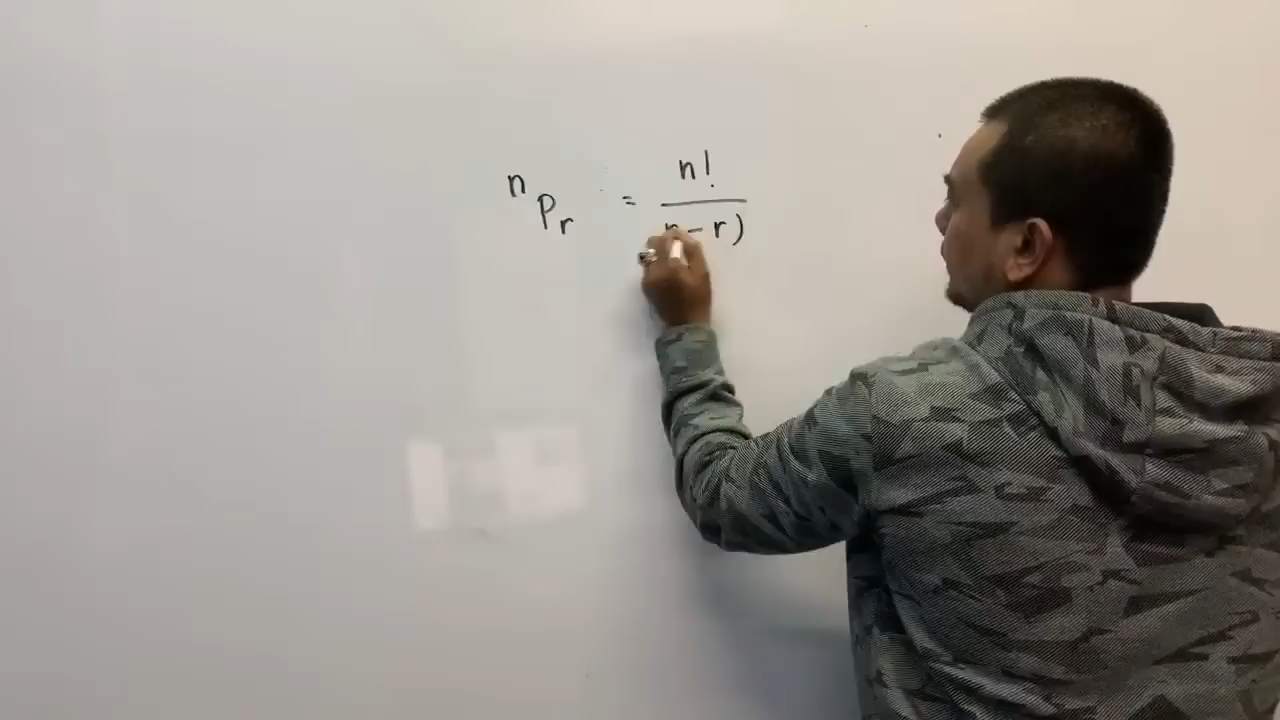 ⁿPᵣ = n!/n-r)